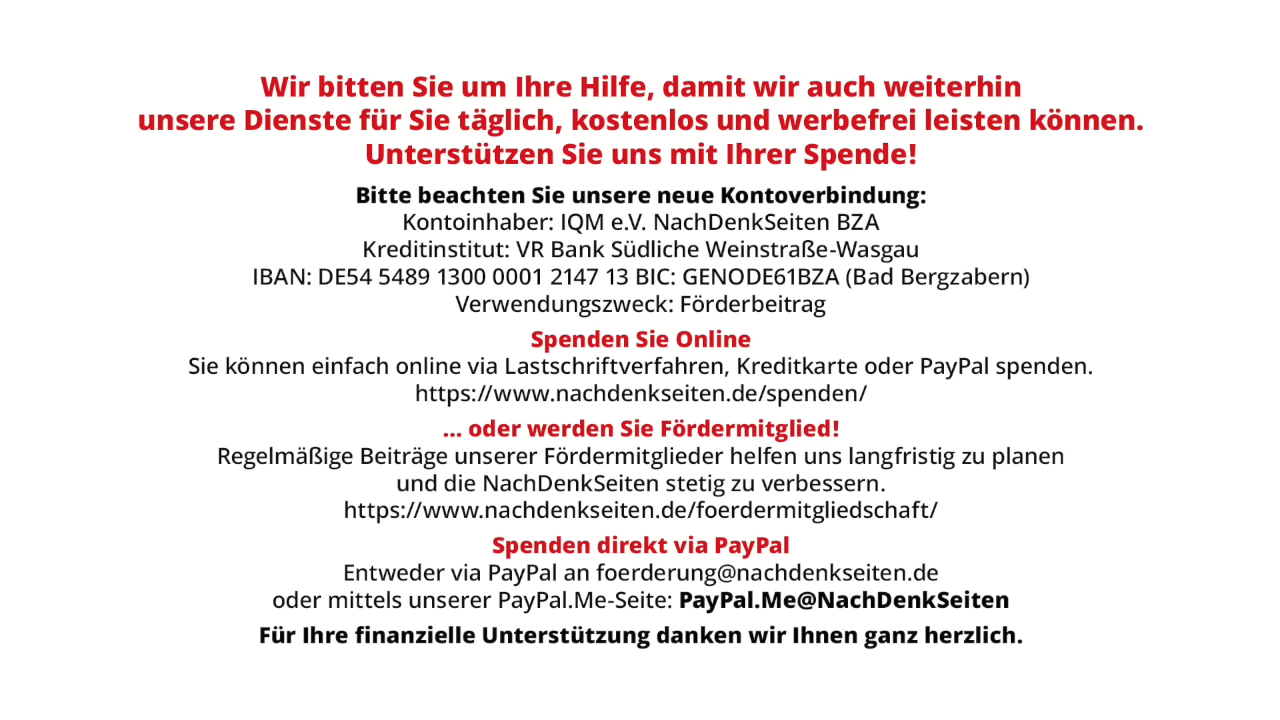 Wir bitten Sie um Ihre Hilfe, damit wir auch weiterhin
unsere Dienste für Sie täglich, kostenlos und werbefrei leisten können.
Unterstützen Sie uns mit Ihrer Spende!
Bitte beachten Sie unsere neue Kontoverbindung:
Kontoinhaber: IQM e.V. NachDenkSeiten BZA
Kreditinstitut: VR Bank Südliche Weinstraße-Wasgau
IBAN: DE54 5489 1300 0001 2147 13 BIC: GENODE61BZA (Bad Bergzabern)
Verwendungszweck: Förderbeitrag
Spenden Sie Online
Sie können einfach online via Lastschriftverfahren, Kreditkarte oder PayPal spenden.
https://www.nachdenkseiten.de/spenden/
... oder werden Sie Fördermitglied!
Regelmäßige Beiträge unserer Fördermitglieder helfen uns langfristig zu planen
und die NachDenkSeiten stetig zu verbessern.
https://www.nachdenkseiten.de/foerdermitgliedschaft/
Spenden direkt via PayPal
Entweder via PayPal an foerderung@nachdenkseiten.de
oder mittels unserer PayPal.Me-Seite: PayPal.Me@NachDenkSeiten
Für Ihre finanzielle Unterstützung danken wir Ihnen ganz herzlich.